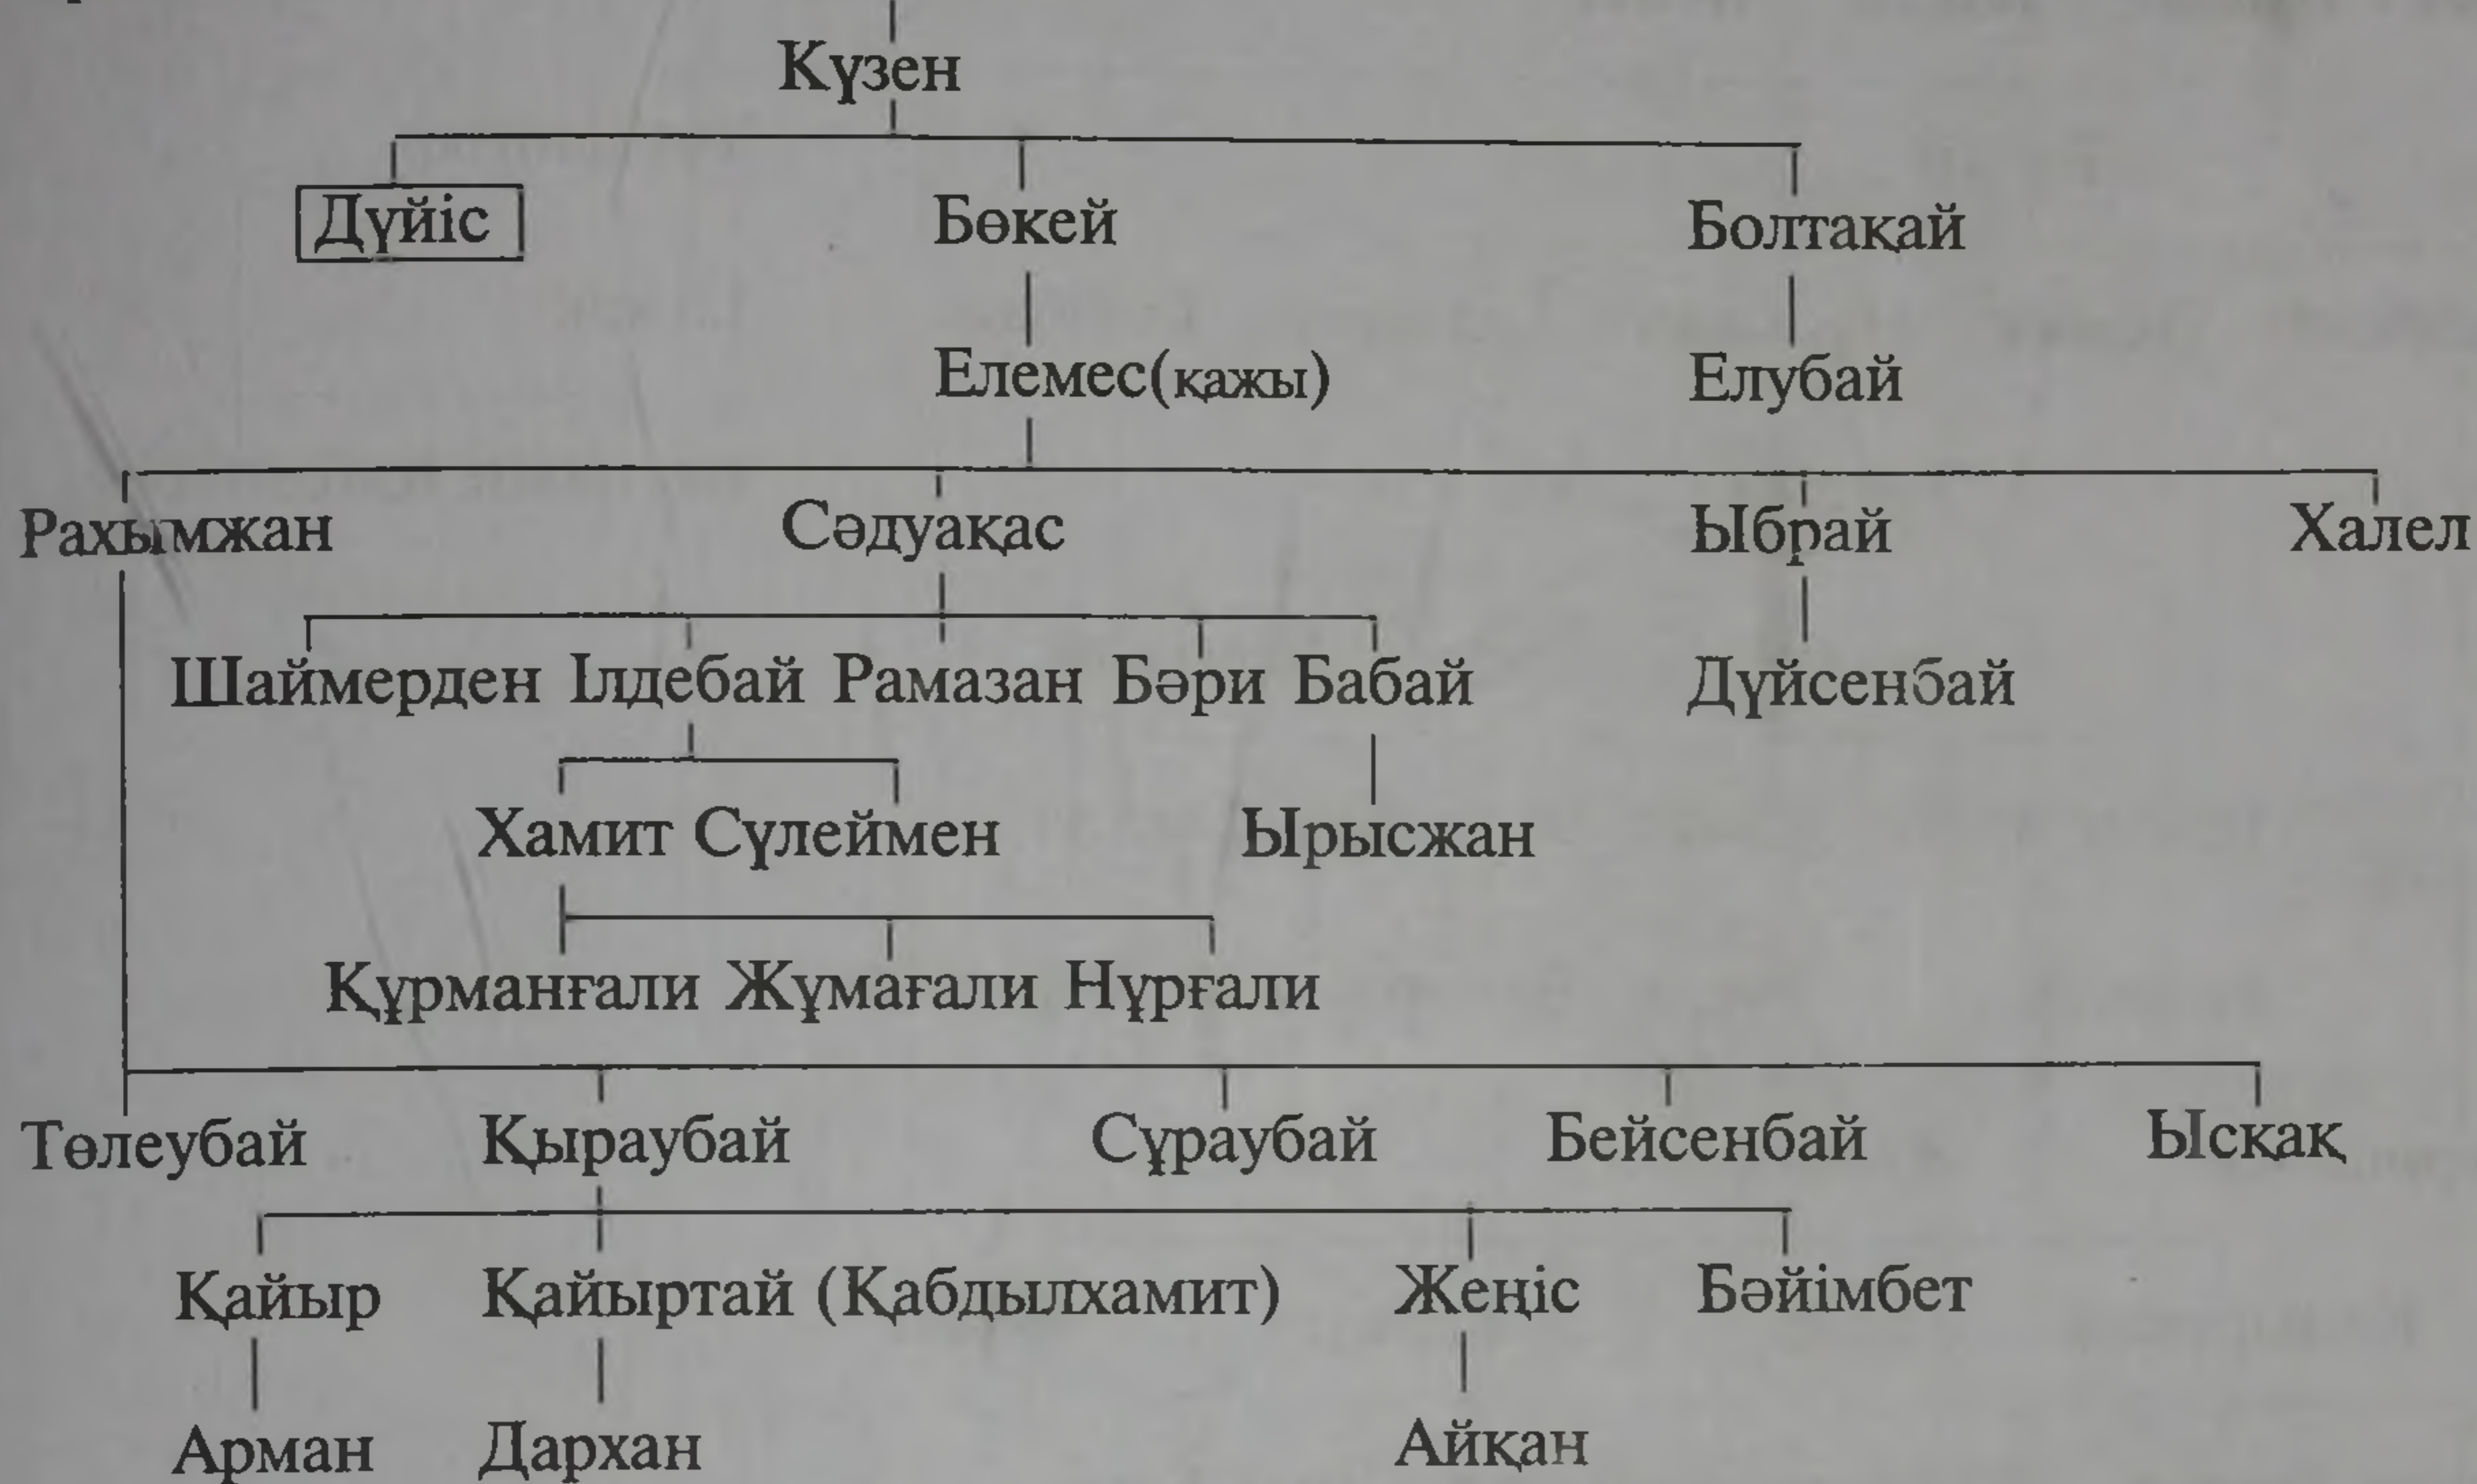 Күзен
Дүйіс Бөкей Болтақай
Елемес(қажы) Елубай
Рахымжан Сәдуақас Ыбрай Халел
Шаймерден Ілдебай Рамазан Бәри Бабай Дүйсенбай
Хамит Сүлеймен Ырысжан
Құрманғали Жұмағали Нұрғали
Төлеубай Қыраубай Сұраубай Бейсенбай Ысқақ
Қайыр Қайыртай (Қабдылхамит) Жеңіс Бәйімбет
Арман Дархан Айқан